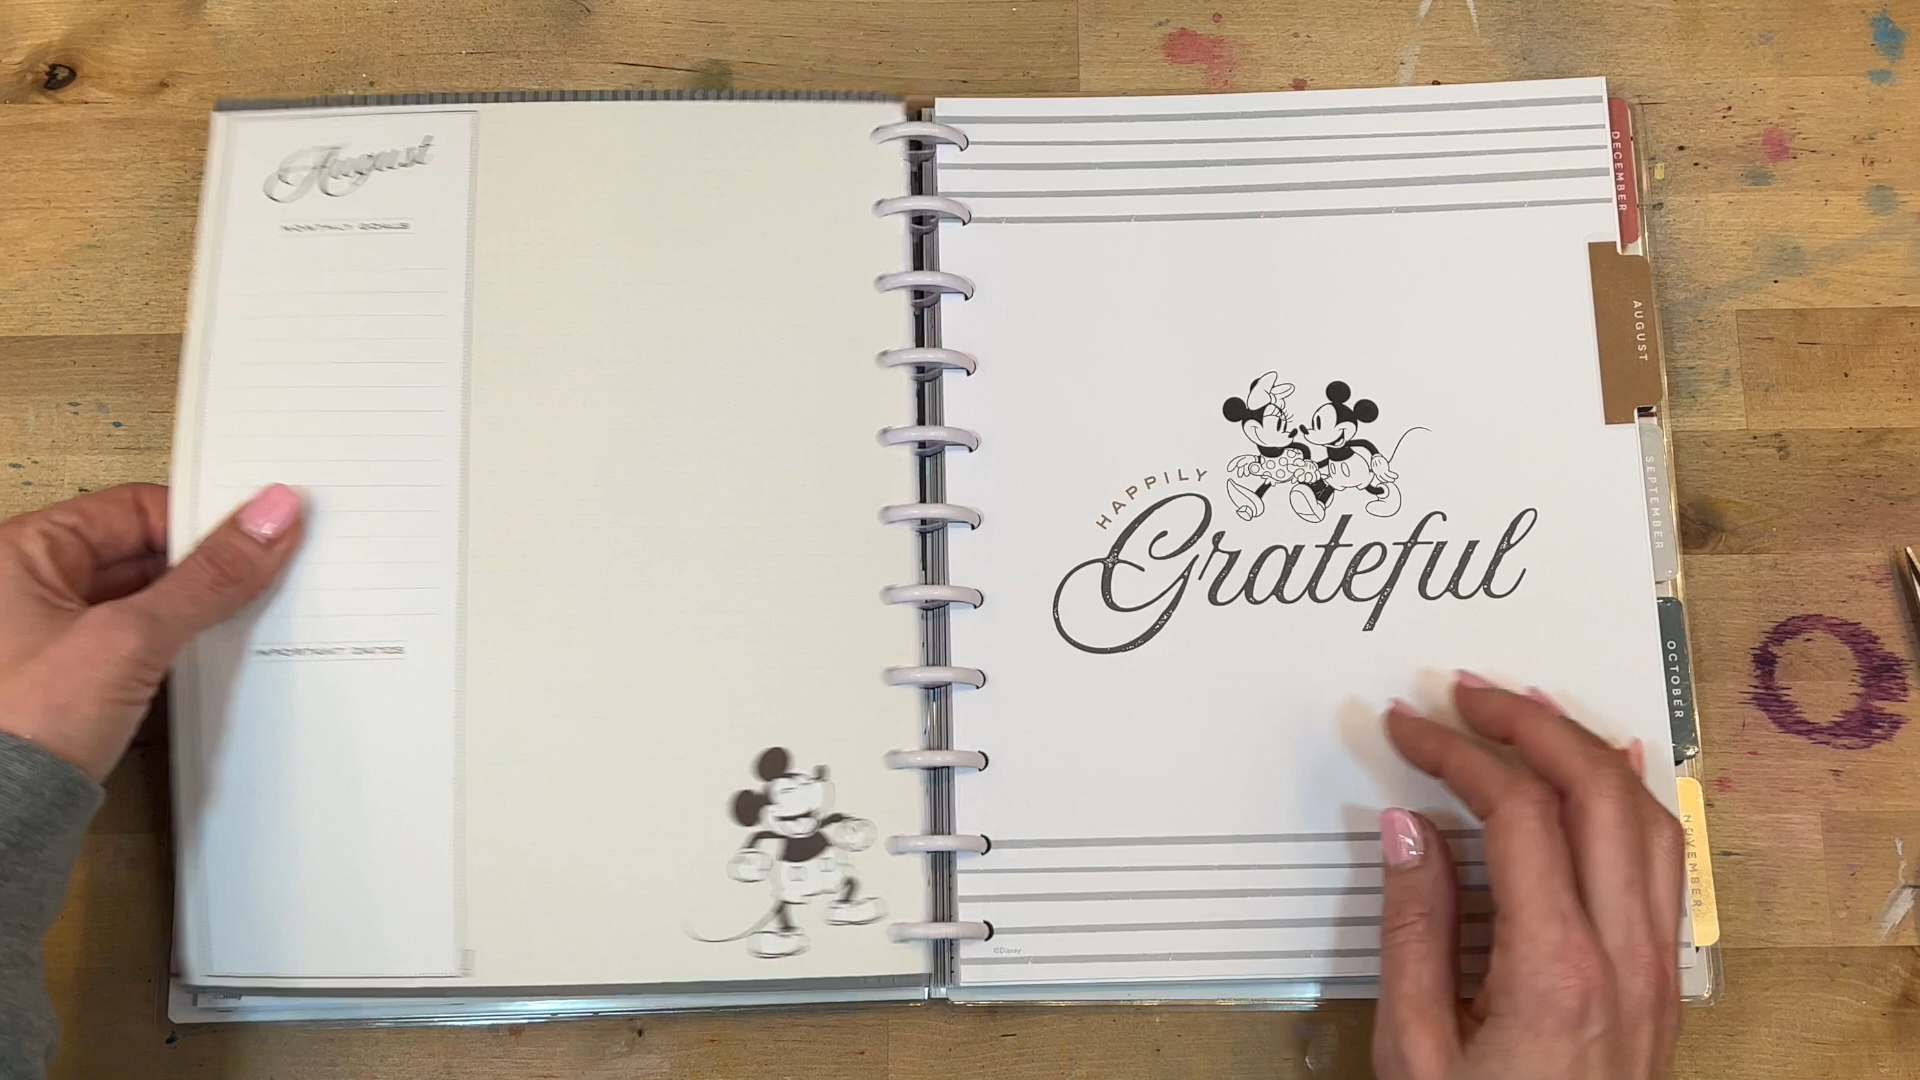 August
MONTHLY GOALS
IMPORTANT DATES
HAPPILY
Grateful
©Disney
DECEMBER
AUGUST
SEPTEMBER
OCTOBER
NOVEMBER